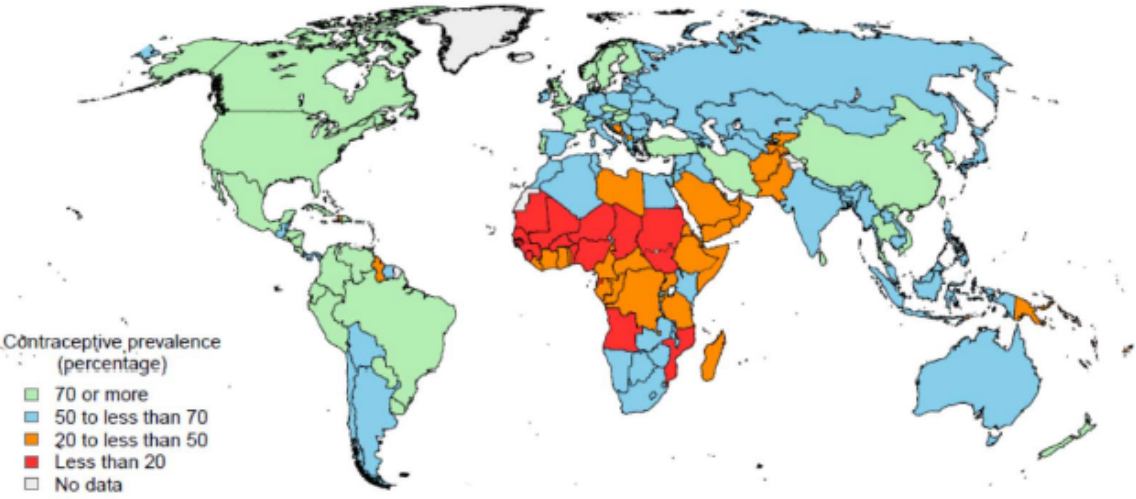 Contraceptive prevalence
(percentage)
70 or more
50 to less than 70
20 to less than 50
Less than 20
No data